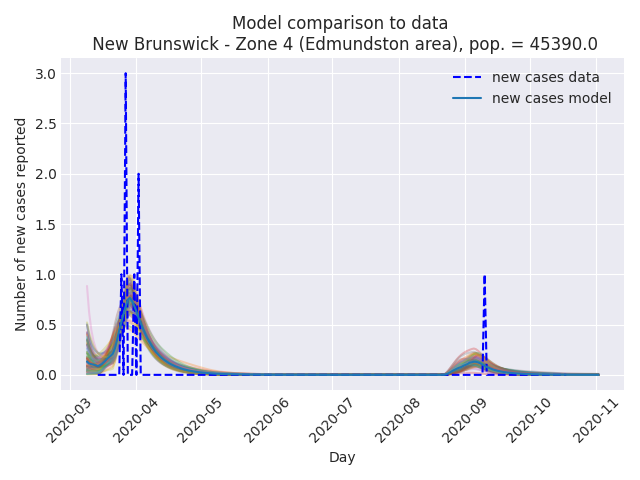 Model comparison to data
New Brunswick - Zone 4 (Edmundston area), pop. = 45390.0
new cases data
new cases model
Number of new cases reported
3.0
2.5
2.0
1.5
1.0
0.5
0.0
2020-03
2020-04
2020-05
2020-06
2020-07
2020-08
2020-09
2020-10
2020-11
Day